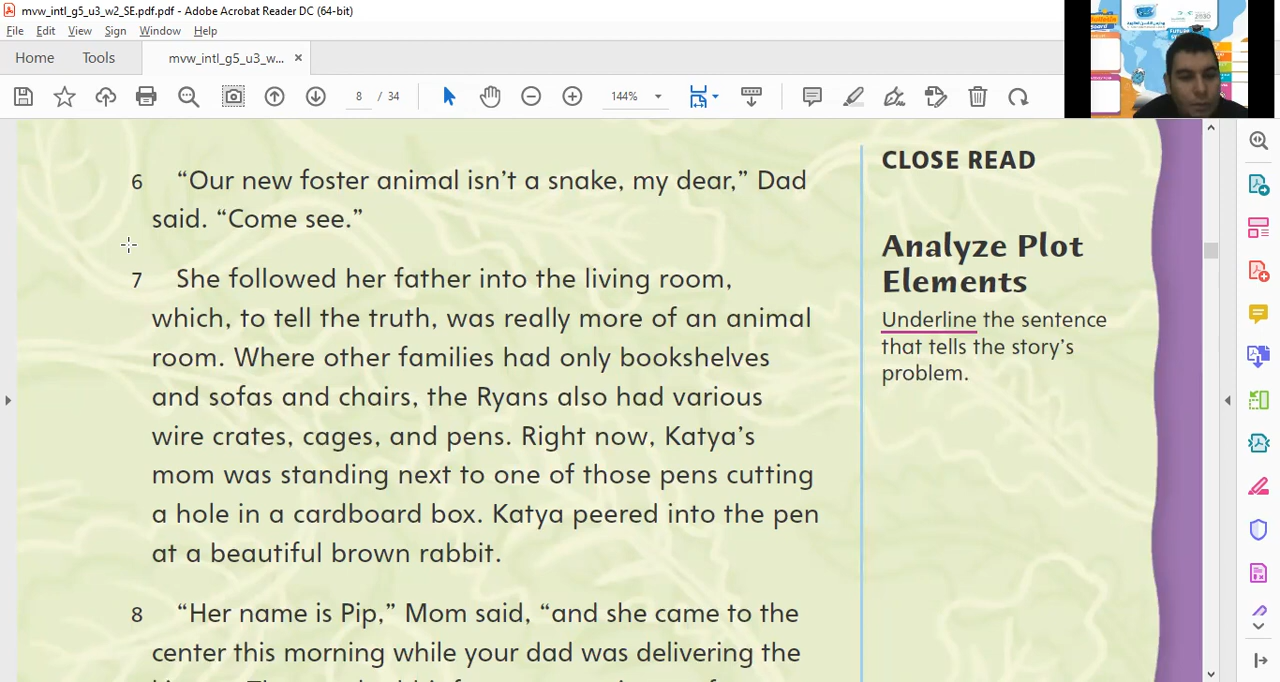 mvw_intl_g5_u3_w2_SE.pdf.pdf - Adobe Acrobat Reader DC (64-bit)
File Edit View Sign Window Help
Home Tools mvw_intl_g5_u3_w... ×
8 / 34 144%
6 “Our new foster animal isn’t a snake, my dear,” Dad
said. “Come see.”
7 She followed her father into the living room,
which, to tell the truth, was really more of an animal
room. Where other families had only bookshelves
and sofas and chairs, the Ryans also had various
wire crates, cages, and pens. Right now, Katya’s
mom was standing next to one of those pens cutting
a hole in a cardboard box. Katya peered into the pen
at a beautiful brown rabbit.
8 “Her name is Pip,” Mom said, “and she came to the
center this morning while your dad was delivering the
CLOSE READ
Analyze Plot
Elements
Underline the sentence
that tells the story’s
problem.